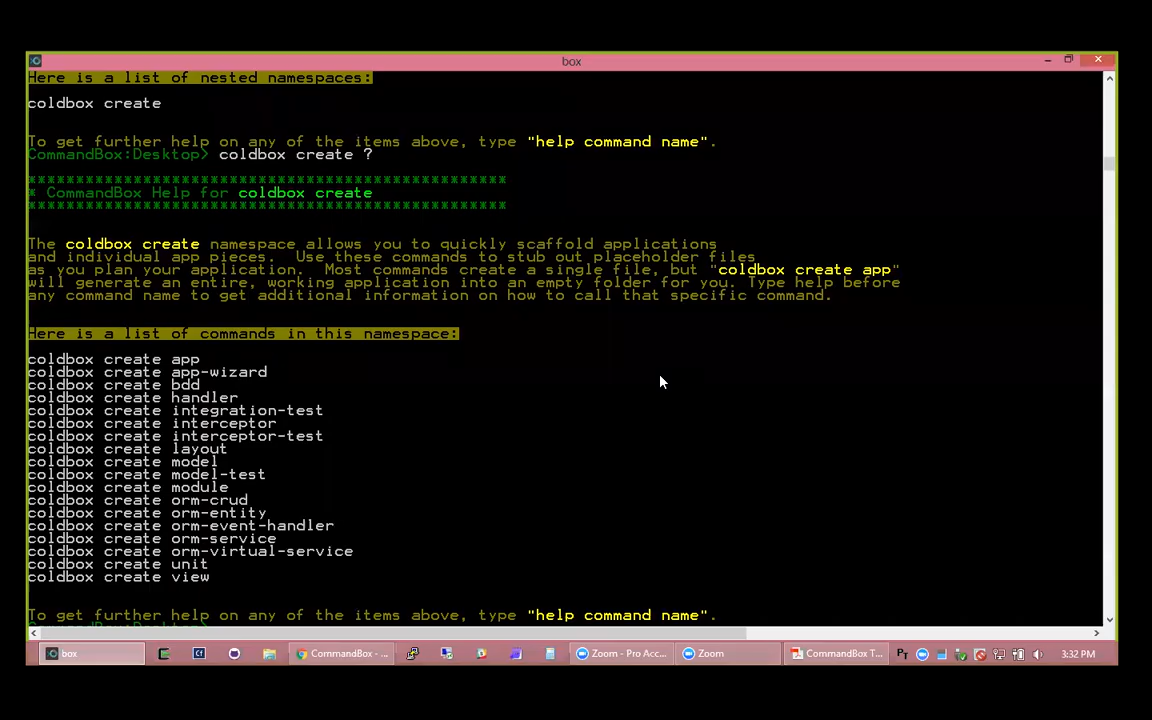 box
Here is a list of nested namespaces:
coldbox create
To get further help on any of the items above, type "help command name".
CommandBox:Desktop> coldbox create ?
**************************************************
* CommandBox Help for coldbox create
**************************************************
The coldbox create namespace allows you to quickly scaffold applications
and individual app pieces.  Use these commands to stub out placeholder files
as you plan your application.  Most commands create a single file, but "coldbox create app"
will generate an entire, working application into an empty folder for you. Type help before
any command name to get additional information on how to call that specific command.
Here is a list of commands in this namespace:
coldbox create app
coldbox create app-wizard
coldbox create bdd
coldbox create handler
coldbox create integration-test
coldbox create interceptor
coldbox create interceptor-test
coldbox create layout
coldbox create model
coldbox create model-test
coldbox create module
coldbox create orm-crud
coldbox create orm-entity
coldbox create orm-event-handler
coldbox create orm-service
coldbox create orm-virtual-service
coldbox create unit
coldbox create view
To get further help on any of the items above, type "help command name".
CommandBox:Desktop>
box Cf CommandBox - ... Zoom - Pro Acc... Zoom CommandBox T... PT 3:32 PM